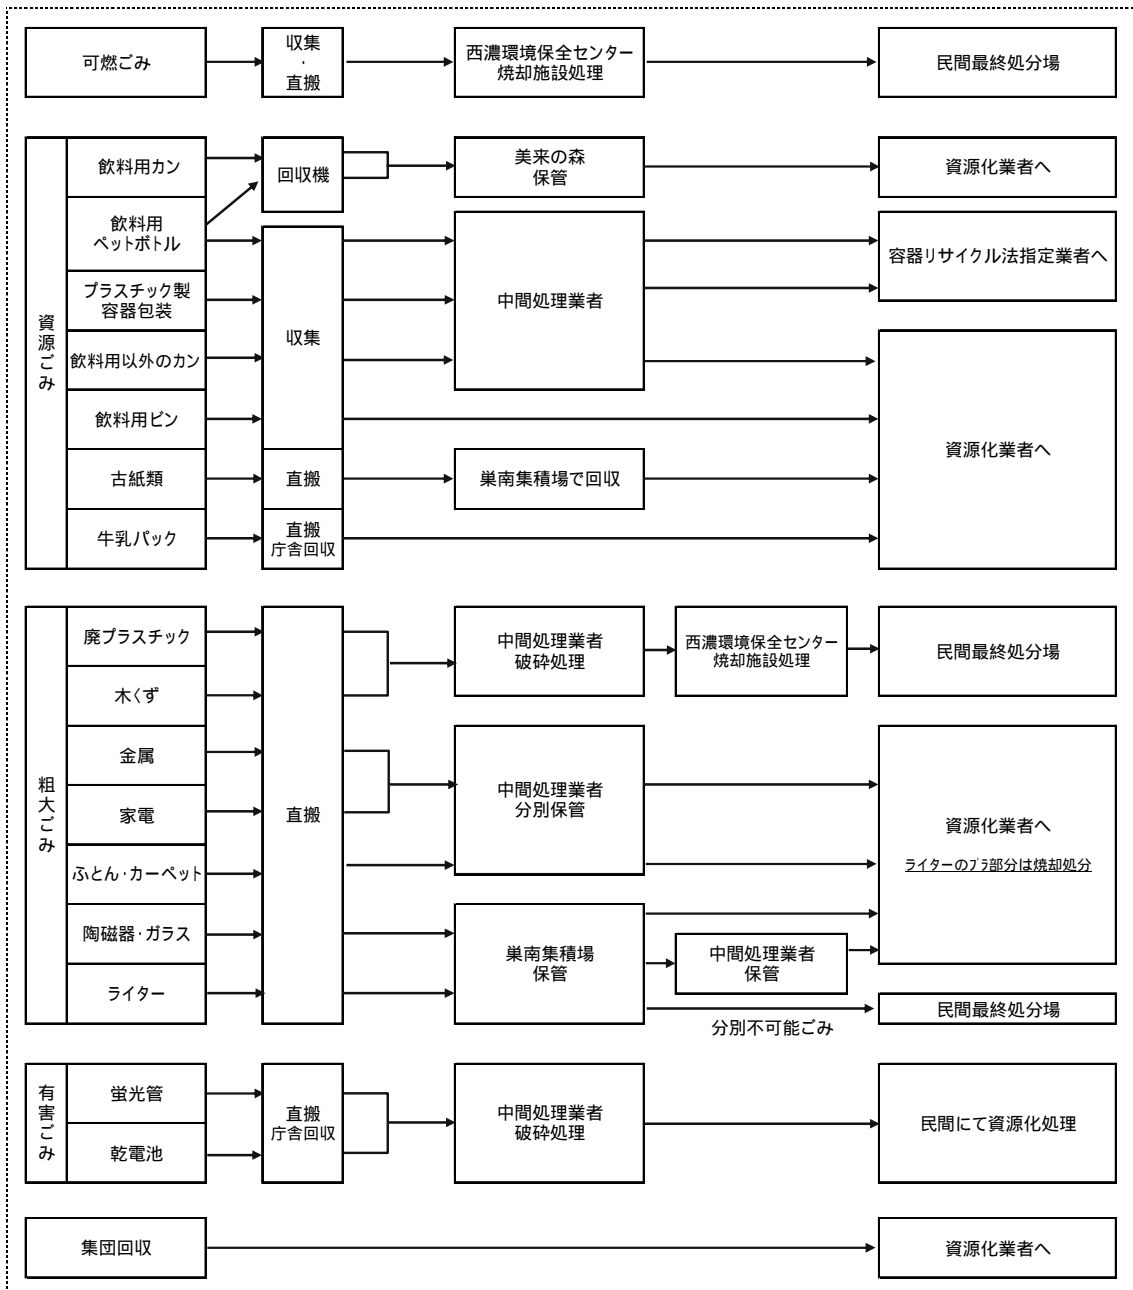 可燃ごみ
収集
・
直搬
西濃環境保全センター
焼却施設処理
民間最終処分場
資源ごみ
飲料用カン
回収機
美来の森
保管
資源化業者へ
飲料用
ペットボトル
プラスチック製
容器包装
飲料用以外のカン
飲料用ビン
古紙類
牛乳パック
収集
直搬
直搬
庁舎回収
中間処理業者
巣南集積場で回収
容器リサイクル法指定業者へ
資源化業者へ
粗大ごみ
廃プラスチック
木くず
金属
家電
ふとん・カーペット
陶磁器・ガラス
ライター
直搬
中間処理業者
破砕処理
西濃環境保全センター
焼却施設処理
民間最終処分場
中間処理業者
分別保管
資源化業者へ
ライターのプラ部分は焼却処分
巣南集積場
保管
中間処理業者
保管
分別不可能ごみ
民間最終処分場
有害ごみ
蛍光管
乾電池
直搬
庁舎回収
中間処理業者
破砕処理
民間にて資源化処理
集団回収
資源化業者へ